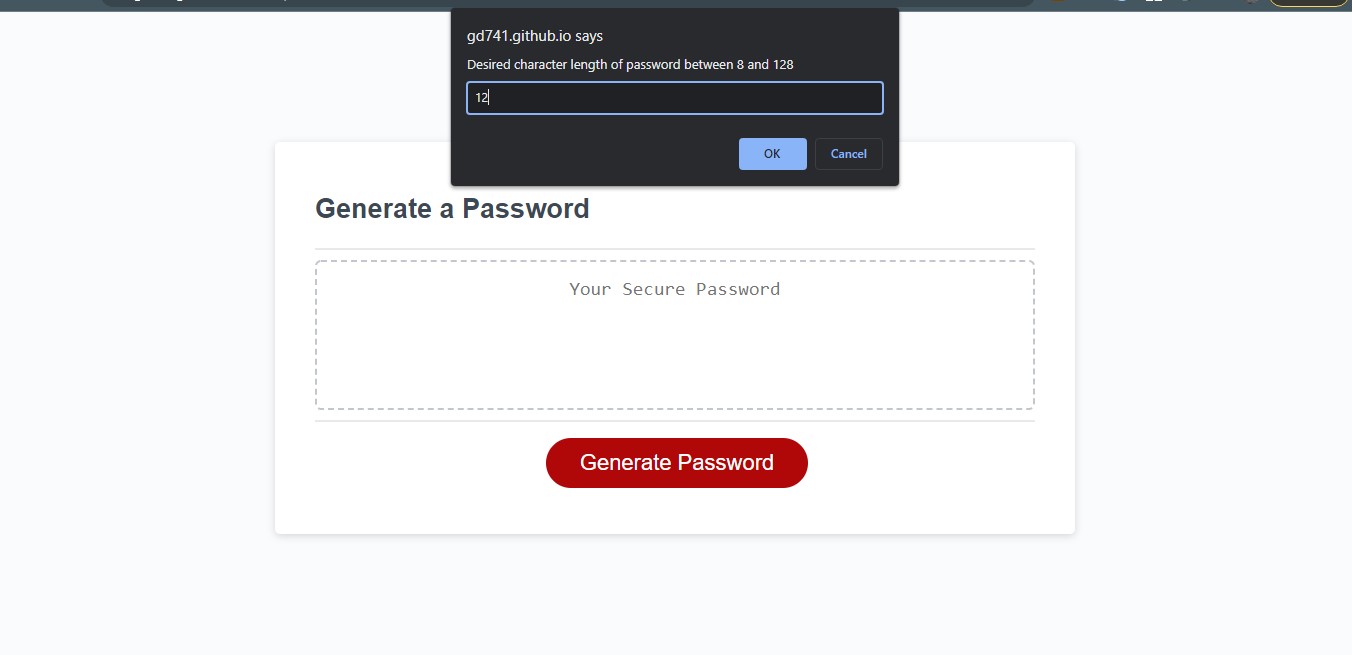 gd741.github.io says
Desired character length of password between 8 and 128
12
OK Cancel
Generate a Password
Your Secure Password
Generate Password